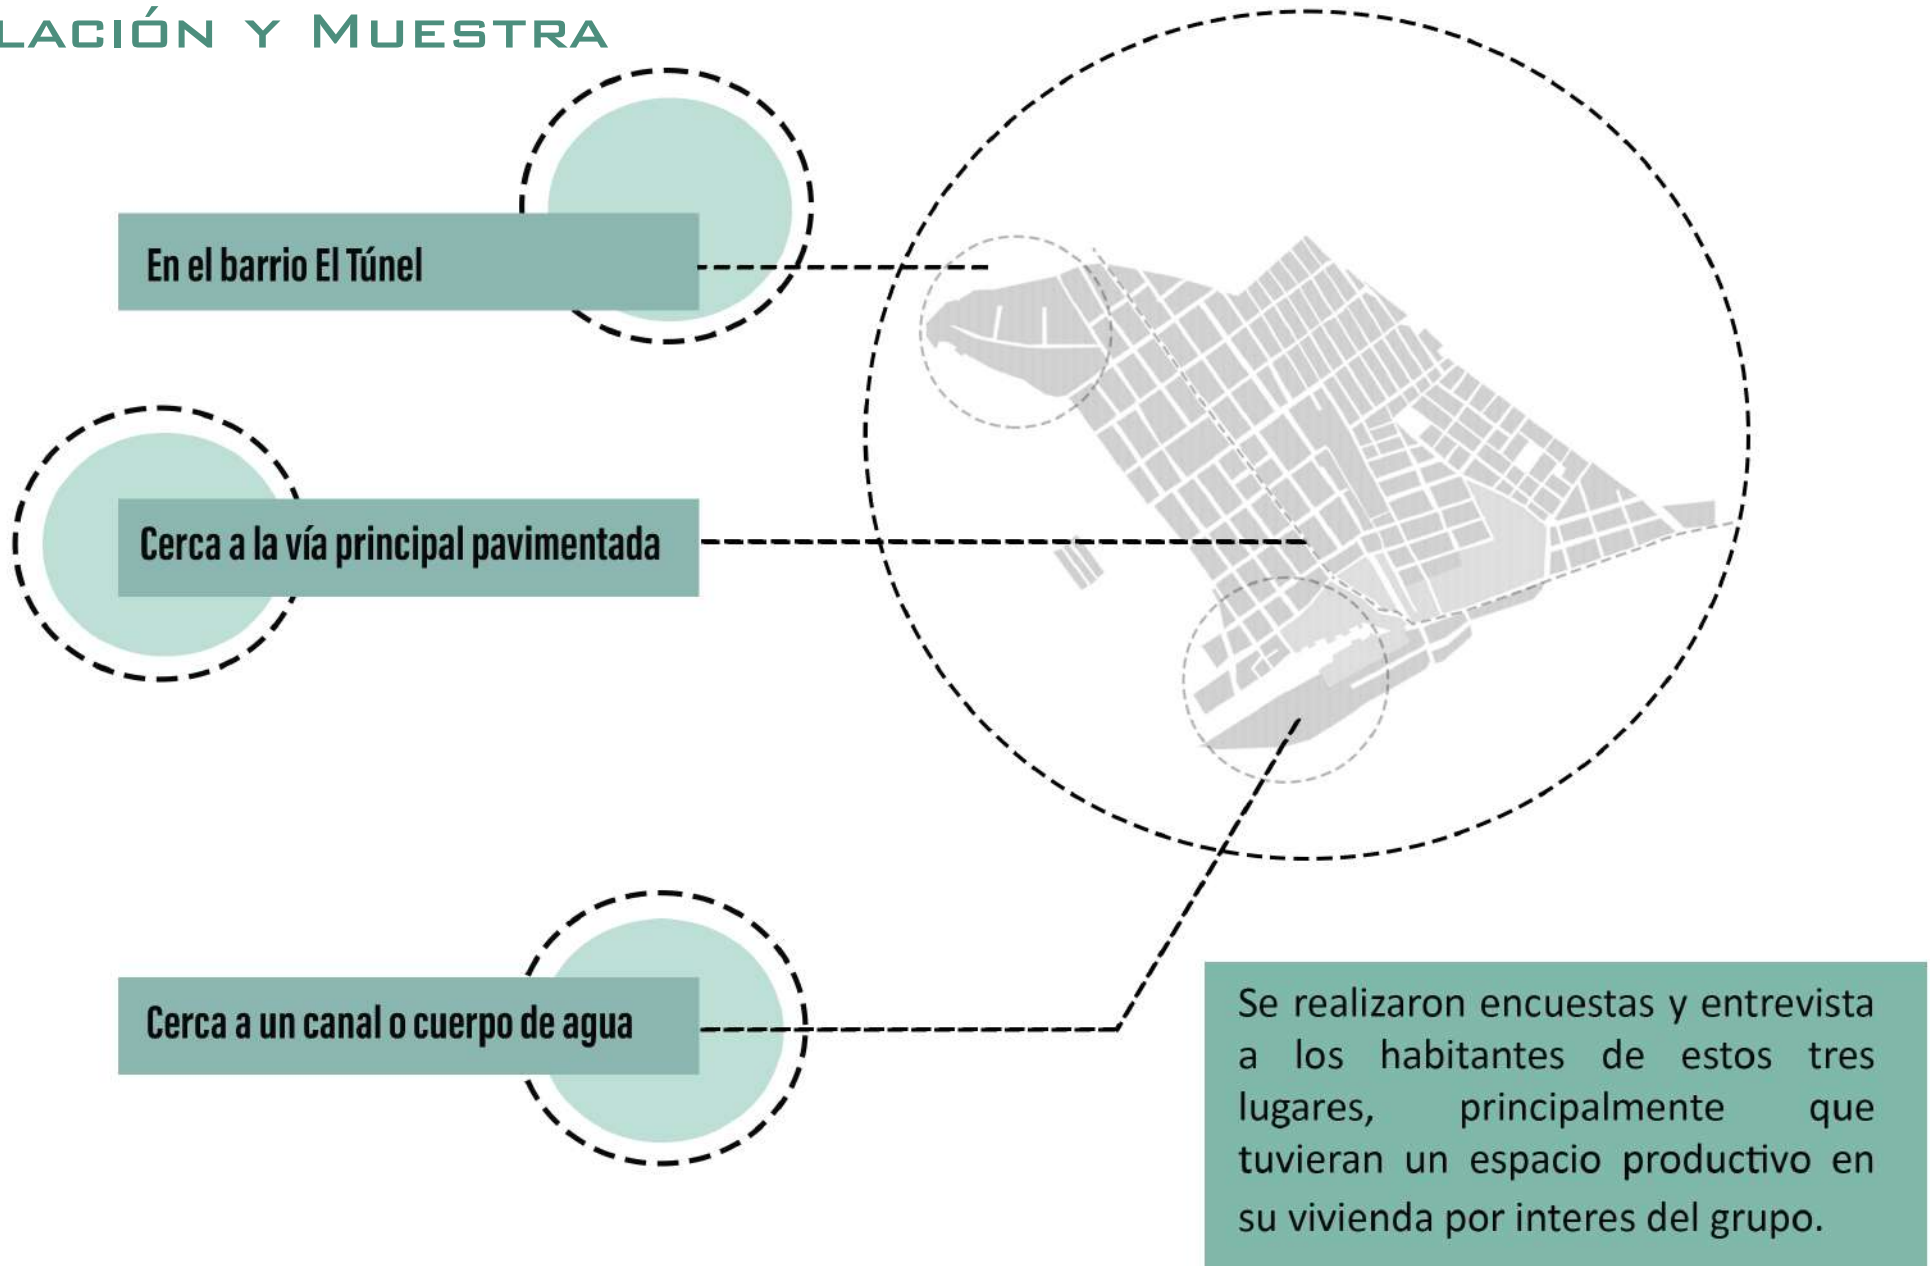 LACIÓN Y MUESTRA
En el barrio El Túnel
Cerca a la vía principal pavimentada
Cerca a un canal o cuerpo de agua
Se realizaron encuestas y entrevista
a los habitantes de estos tres
lugares, principalmente que
tuvieran un espacio productivo en
su vivienda por interes del grupo.